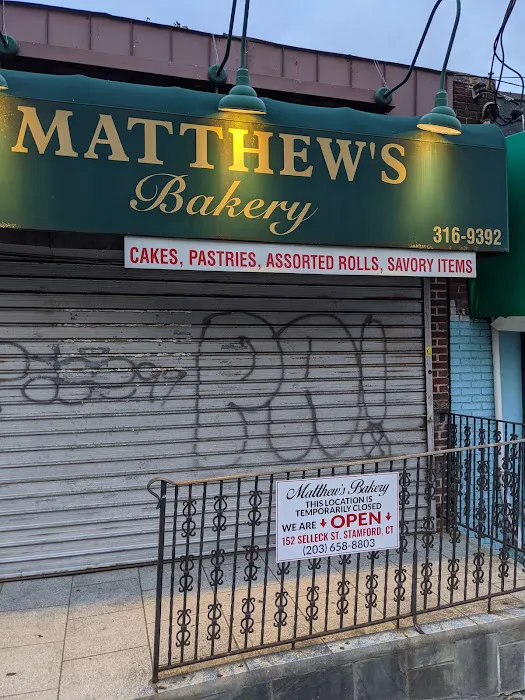 MATTHEW'S
Bakery
316-9392
CAKES, PASTRIES, ASSORTED ROLLS, SAVORY ITEMS
Matthew's Bakery
THIS LOCATION IS
TEMPORARILY CLOSED
WE ARE OPEN
152 SELLECK ST. STAMFORD, CT
(203) 658-8803